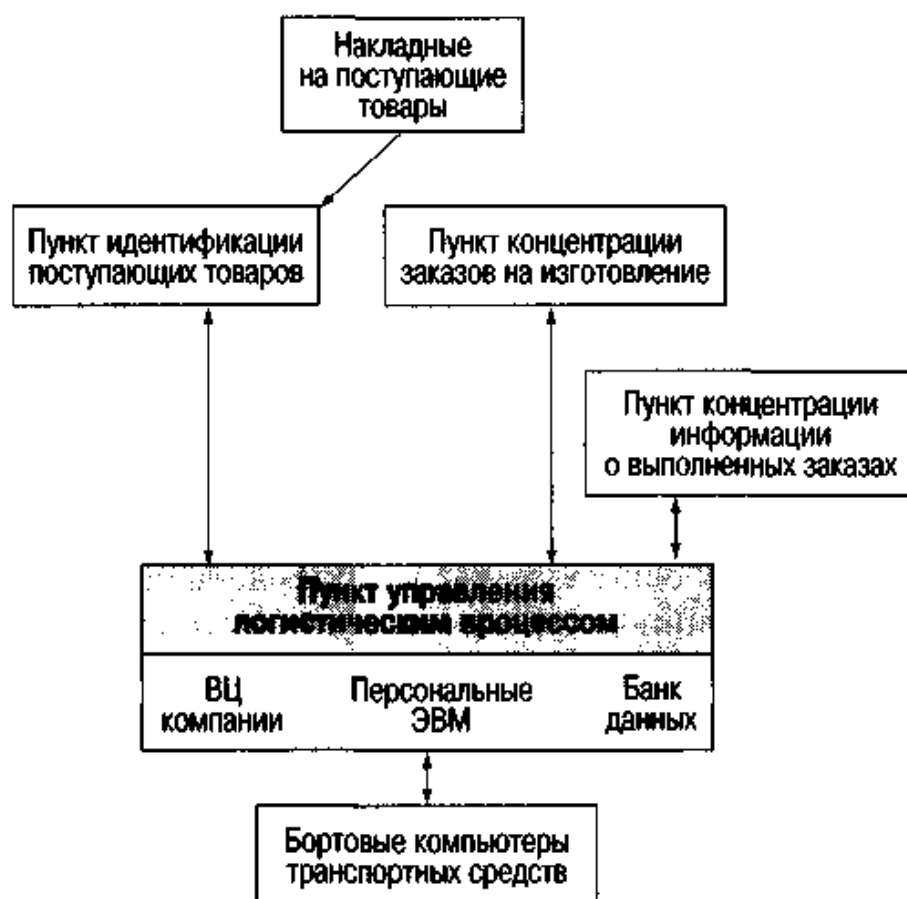 Накладные
на поступающие
товары
Пункт идентификации
поступающих товаров
Пункт концентрации
заказов на изготовление
Пункт концентрации
информации
о выполненных заказах
Пункт управления
логистическим процессом
ВЦ
компании
Персональные
ЭВМ
Банк
данных
Бортовые компьютеры
транспортных средств